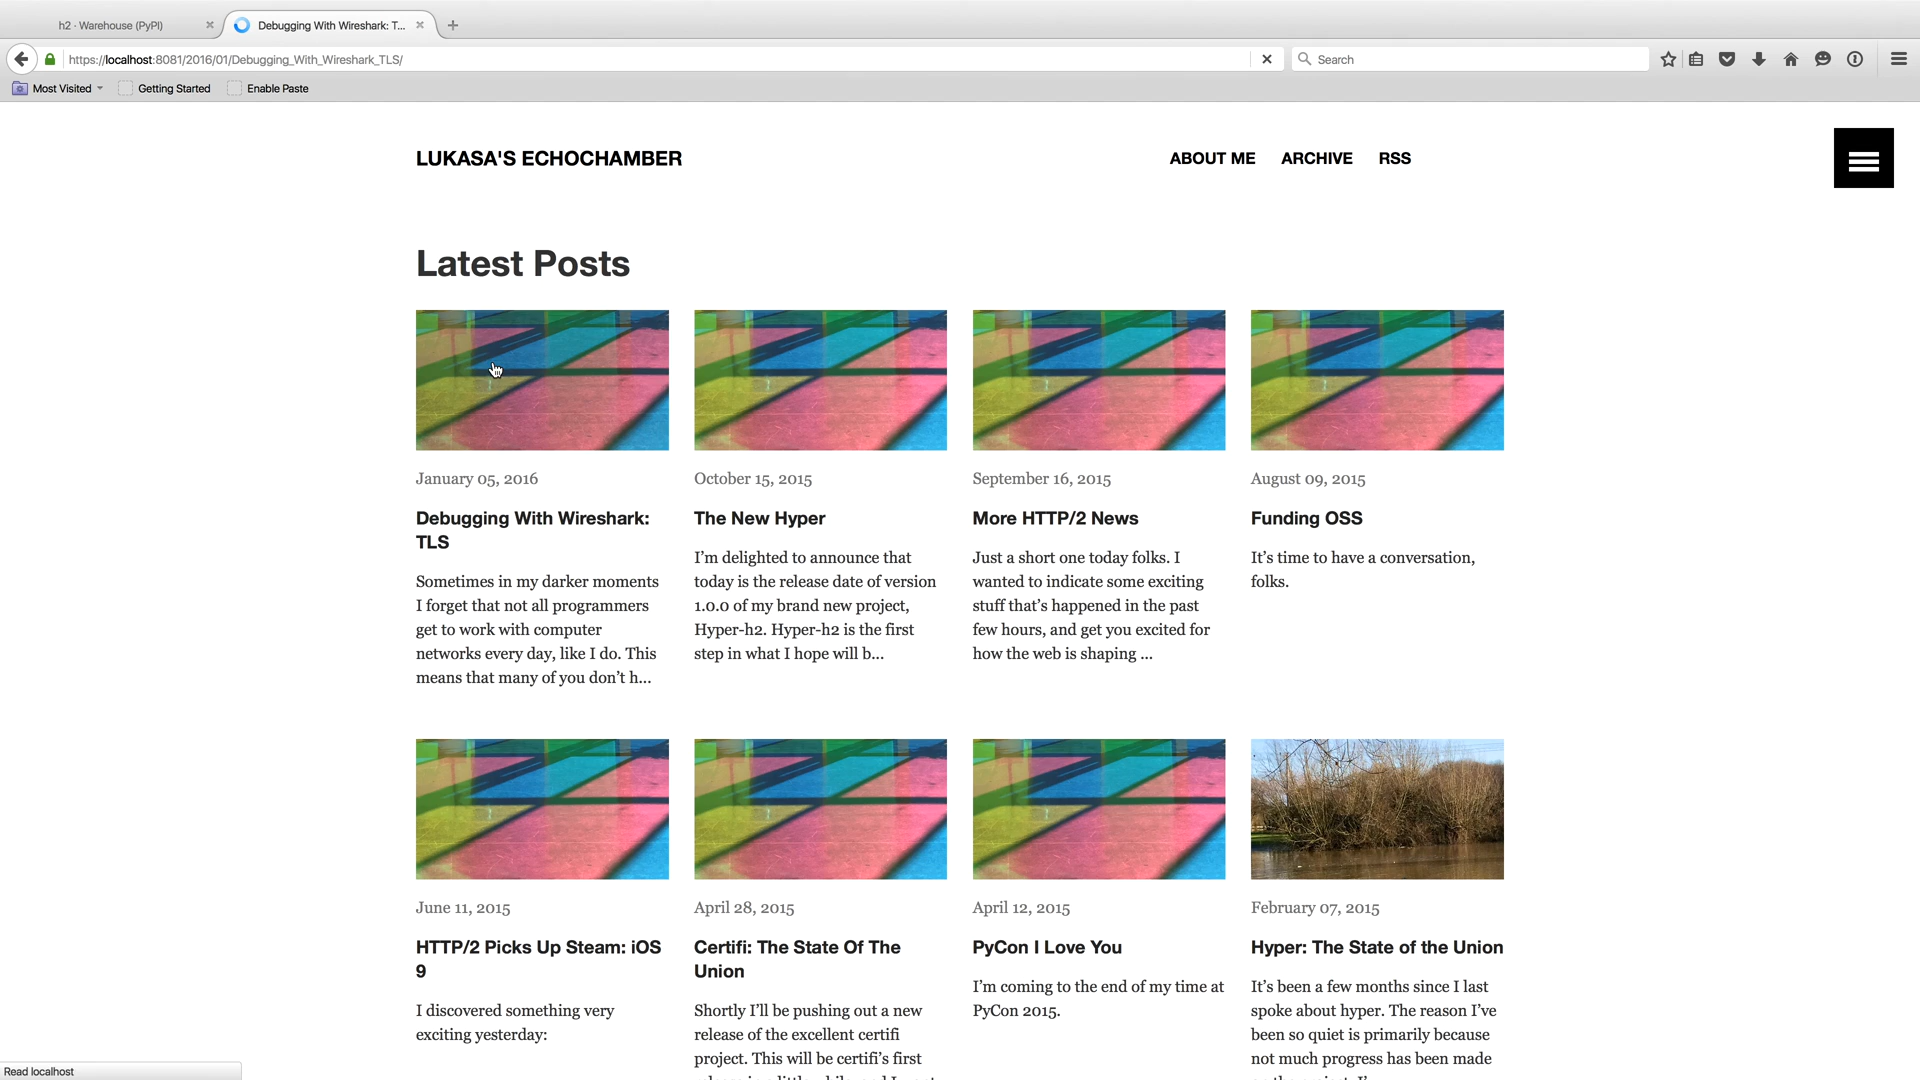 h2 · Warehouse (PyPI)
Debugging With Wireshark: T...
https://localhost:8081/2016/01/Debugging_With_Wireshark_TLS/
Search
Most Visited
Getting Started
Enable Paste
LUKASA'S ECHOCHAMBER
ABOUT ME
ARCHIVE
RSS
Latest Posts
January 05, 2016
Debugging With Wireshark:
TLS
Sometimes in my darker moments
I forget that not all programmers
get to work with computer
networks every day, like I do. This
means that many of you don’t h...
October 15, 2015
The New Hyper
I’m delighted to announce that
today is the release date of version
1.0.0 of my brand new project,
Hyper-h2. Hyper-h2 is the first
step in what I hope will b...
September 16, 2015
More HTTP/2 News
Just a short one today folks. I
wanted to indicate some exciting
stuff that’s happened in the past
few hours, and get you excited for
how the web is shaping ...
August 09, 2015
Funding OSS
It’s time to have a conversation,
folks.
June 11, 2015
HTTP/2 Picks Up Steam: iOS
9
I discovered something very
exciting yesterday:
April 28, 2015
Certifi: The State Of The
Union
Shortly I’ll be pushing out a new
release of the excellent certifi
project. This will be certifi’s first
April 12, 2015
PyCon I Love You
I’m coming to the end of my time at
PyCon 2015.
February 07, 2015
Hyper: The State of the Union
It’s been a few months since I last
spoke about hyper. The reason I’ve
been so quiet is primarily because
not much progress has been made
Read localhost